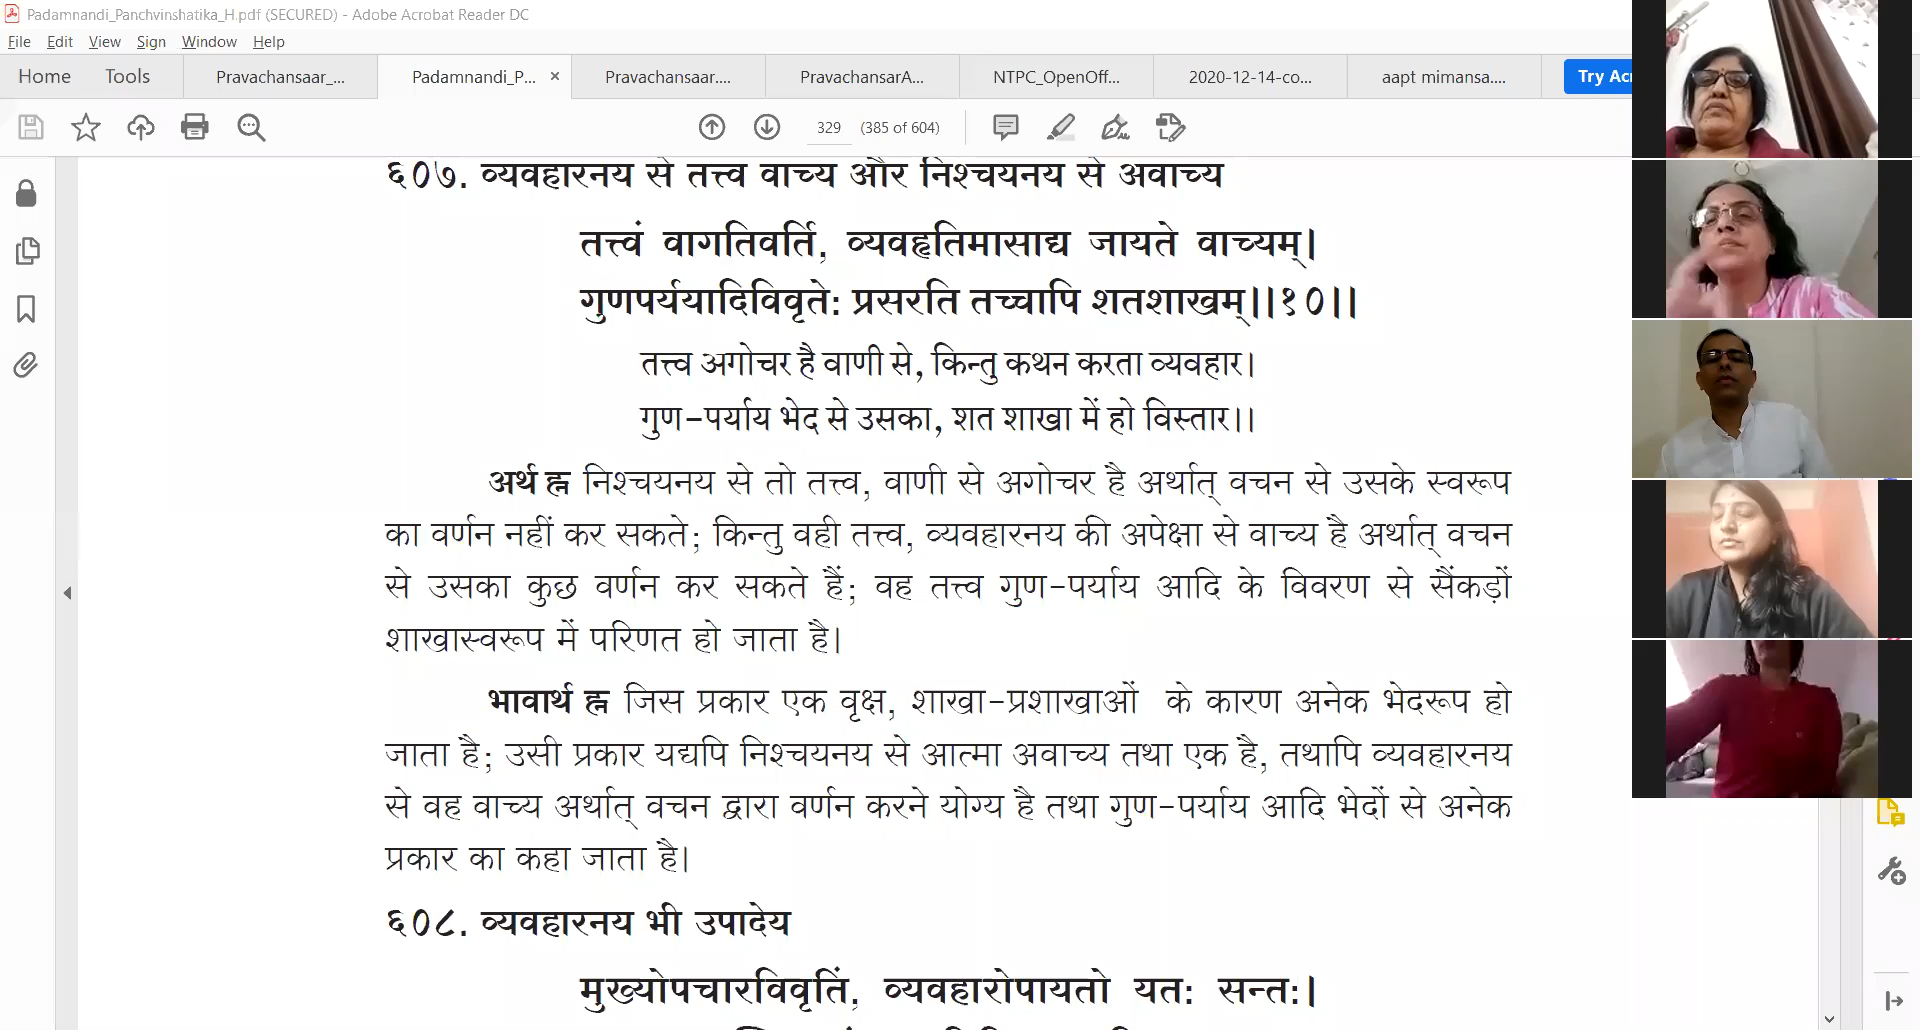 Padamnandi_Panchvinshatika_H.pdf (SECURED) - Adobe Acrobat Reader DC
File Edit View Sign Window Help
Home Tools Pravachansaar_... Padamnandi_P... × Pravachansaar.... PravachansarA... NTPC_OpenOff... 2020-12-14-co... aapt mimansa.... Try Acr
329 (385 of 604)
६०७. व्यवहारनय से तत्त्व वाच्य और निश्चयनय से अवाच्य
तत्त्वं वागतिवर्ति, व्यवहृतिमासाद्य जायते वाच्यम्।
गुणपर्ययादिविवृतेः प्रसरति तच्चापि शतशाखम्।।१०।।
तत्त्व अगोचर है वाणी से, किन्तु कथन करता व्यवहार।
गुण-पर्याय भेद से उसका, शत शाखा में हो विस्तार।।
अर्थ ह्न निश्चयनय से तो तत्त्व, वाणी से अगोचर है अर्थात् वचन से उसके स्वरूप
का वर्णन नहीं कर सकते; किन्तु वही तत्त्व, व्यवहारनय की अपेक्षा से वाच्य है अर्थात् वचन
से उसका कुछ वर्णन कर सकते हैं; वह तत्त्व गुण-पर्याय आदि के विवरण से सैंकड़ों
शाखास्वरूप में परिणत हो जाता है।
भावार्थ ह्न जिस प्रकार एक वृक्ष, शाखा-प्रशाखाओं के कारण अनेक भेदरूप हो
जाता है; उसी प्रकार यद्यपि निश्चयनय से आत्मा अवाच्य तथा एक है, तथापि व्यवहारनय
से वह वाच्य अर्थात् वचन द्वारा वर्णन करने योग्य है तथा गुण-पर्याय आदि भेदों से अनेक
प्रकार का कहा जाता है।
६०८. व्यवहारनय भी उपादेय
मुख्योपचारविवृतिं, व्यवहारोपायतो यतः सन्तः।